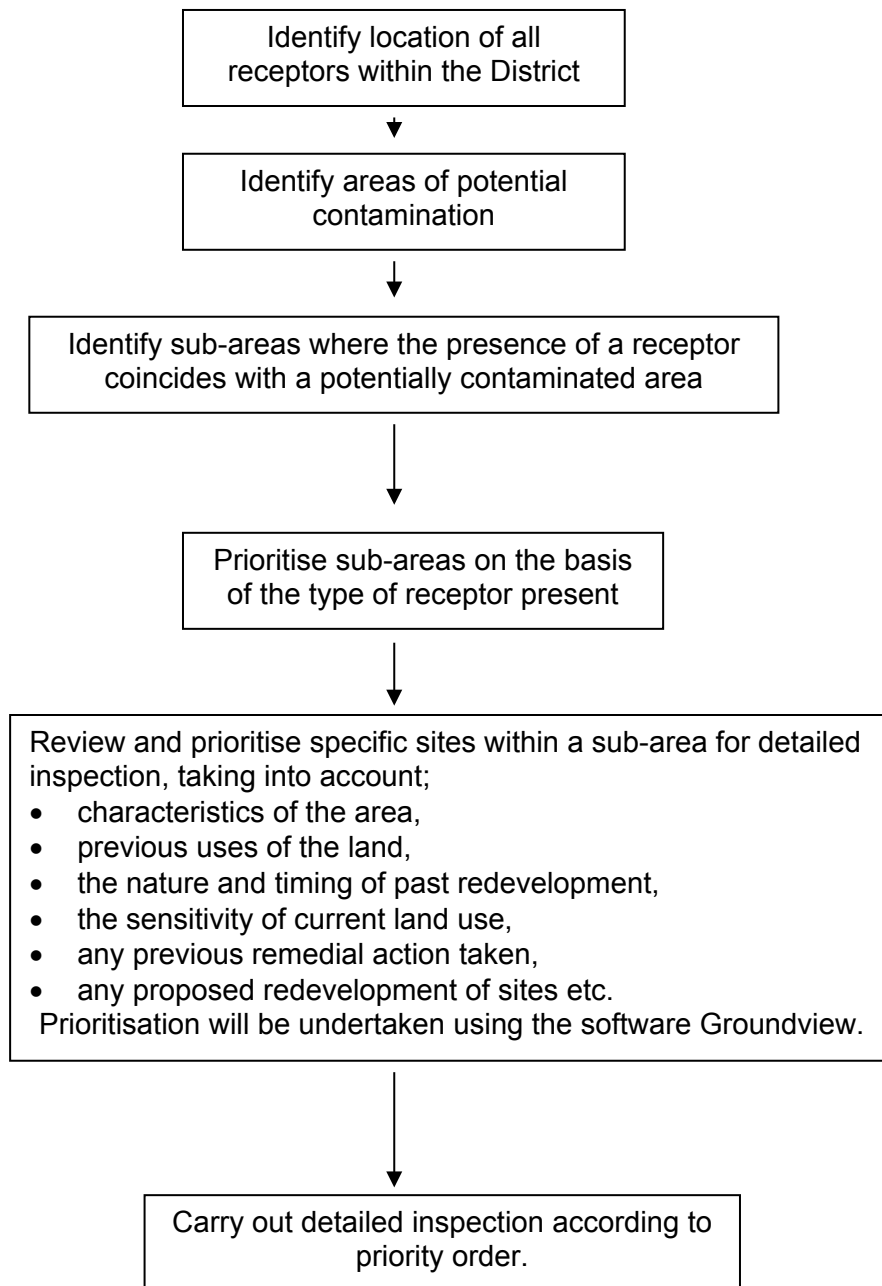 Identify location of all
receptors within the District
Identify areas of potential
contamination
Identify sub-areas where the presence of a receptor
coincides with a potentially contaminated area
Prioritise sub-areas on the basis
of the type of receptor present
Review and prioritise specific sites within a sub-area for detailed
inspection, taking into account;
• characteristics of the area,
• previous uses of the land,
• the nature and timing of past redevelopment,
• the sensitivity of current land use,
• any previous remedial action taken,
• any proposed redevelopment of sites etc.
Prioritisation will be undertaken using the software Groundview.
Carry out detailed inspection according to
priority order.